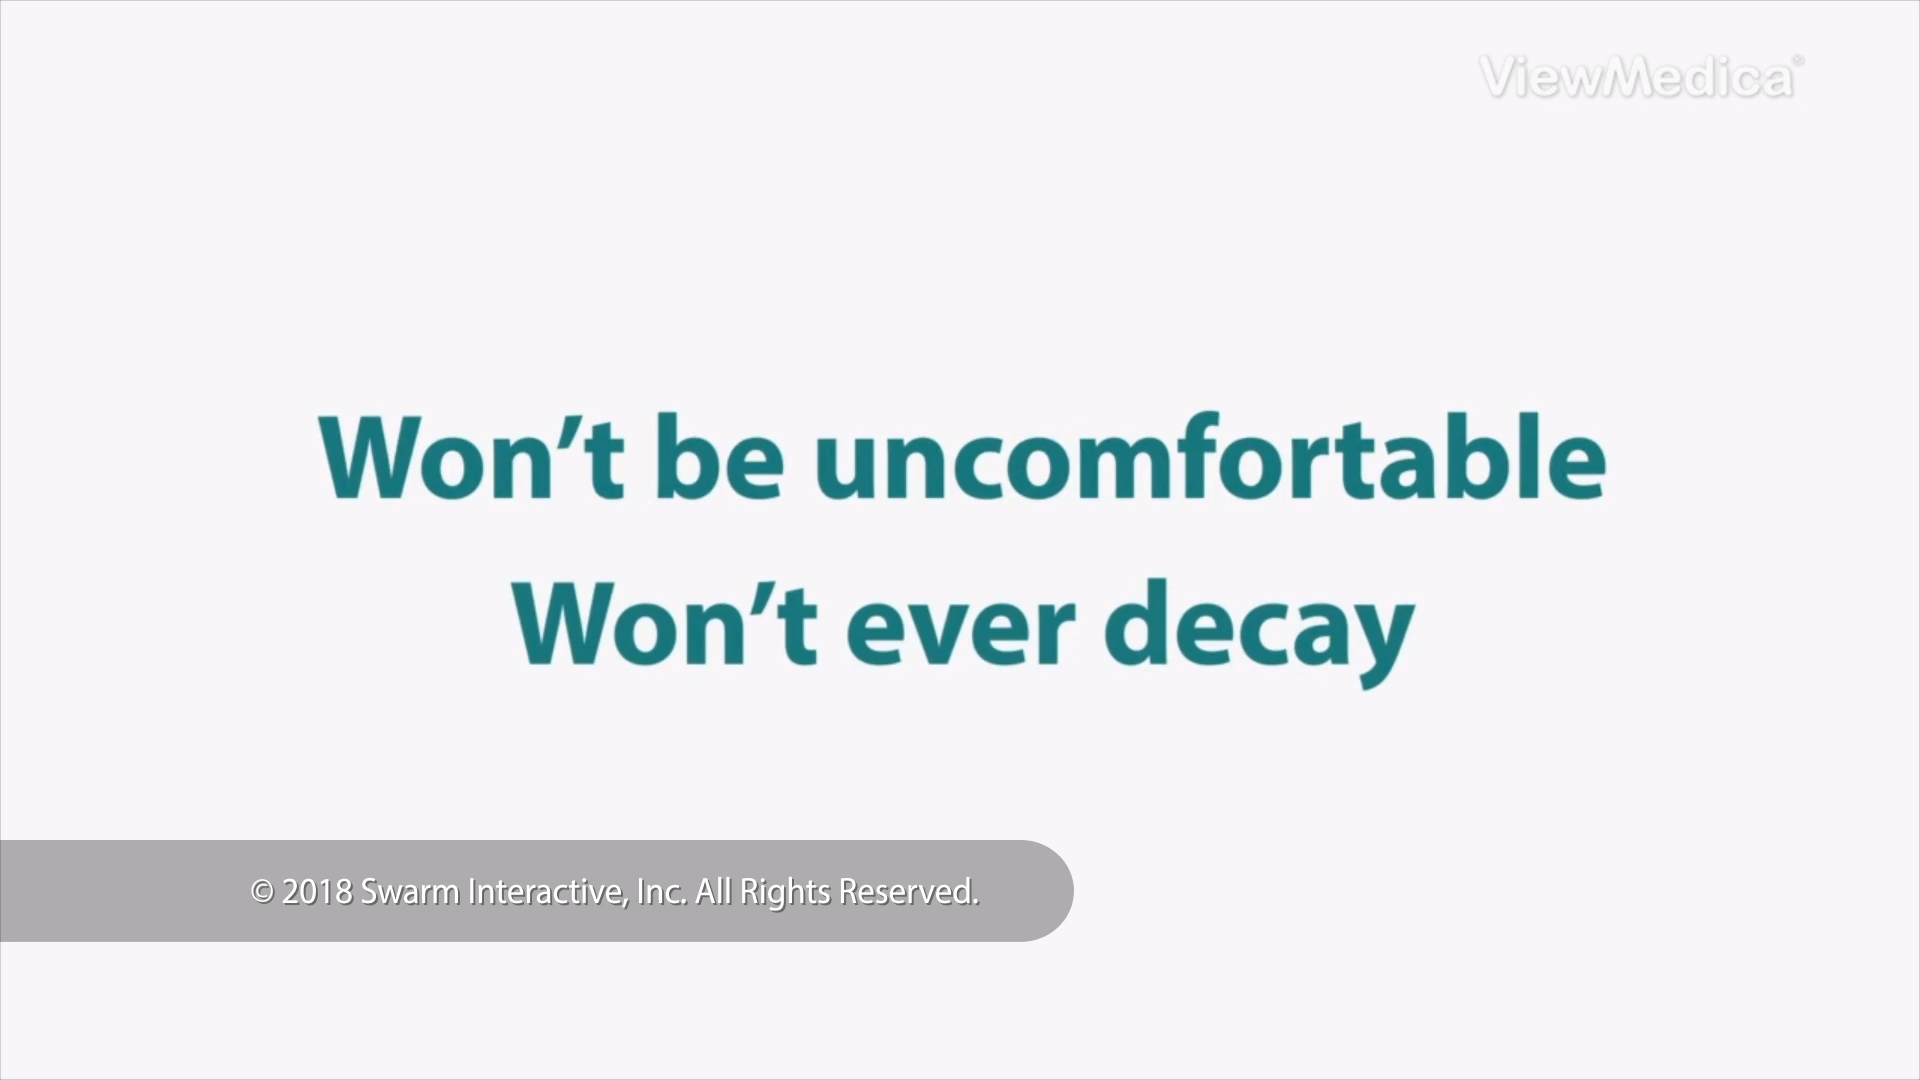 ViewMedica®
Won't be uncomfortable
Won't ever decay
© 2018 Swarm Interactive, Inc. All Rights Reserved.